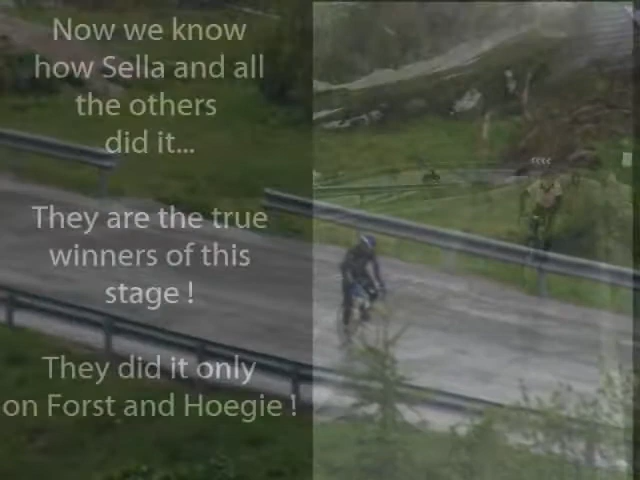 Now we know
how Sella and all
the others
did it...
They are the true
winners of this
stage !
They did it only
on Forst and Hoegie !